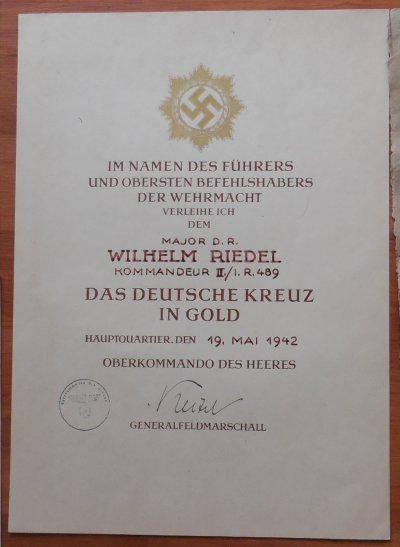 IM NAMEN DES FÜHRERS
UND OBERSTEN BEFEHLSHABERS
DER WEHRMACHT
VERLEIHE ICH
DEM
MAJOR D. R.
WILHELM RIEDEL
KOMMANDEUR II./I.R.489
DAS DEUTSCHE KREUZ
IN GOLD
HAUPTQUARTIER, DEN 19. MAI 1942
OBERKOMMANDO DES HEERES
Keitel
GENERALFELDMARSCHALL